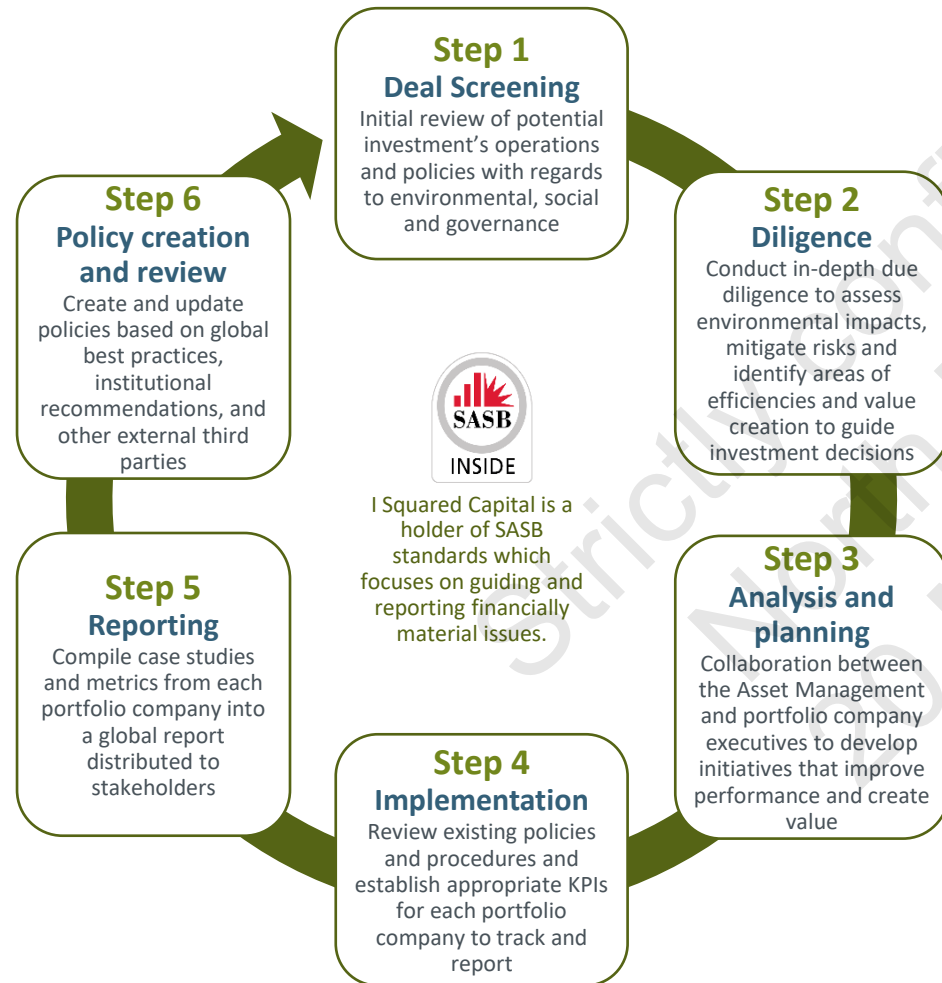 Step 1
Deal Screening
Initial review of potential
investment's operations
and policies with regards
to environmental, social
and governance
Step 2
Diligence
Conduct in-depth due
diligence to assess
environmental impacts,
mitigate risks and
identify areas of
efficiencies and value
creation to guide
investment decisions
Step 3
Analysis and
planning
Collaboration between
the Asset Management
and portfolio company
executives to develop
initiatives that improve
performance and create
value
Step 4
Implementation
Review existing policies
and procedures and
establish appropriate KPIs
for each portfolio
company to track and
report
Step 5
Reporting
Compile case studies
and metrics from each
portfolio company into
a global report
distributed to
stakeholders
Step 6
Policy creation
and review
Create and update
policies based on global
best practices,
institutional
recommendations, and
other external third
parties
SASB
INSIDE
I Squared Capital is a
holder of SASB
standards which
focuses on guiding and
reporting financially
material issues.
Strictly
North